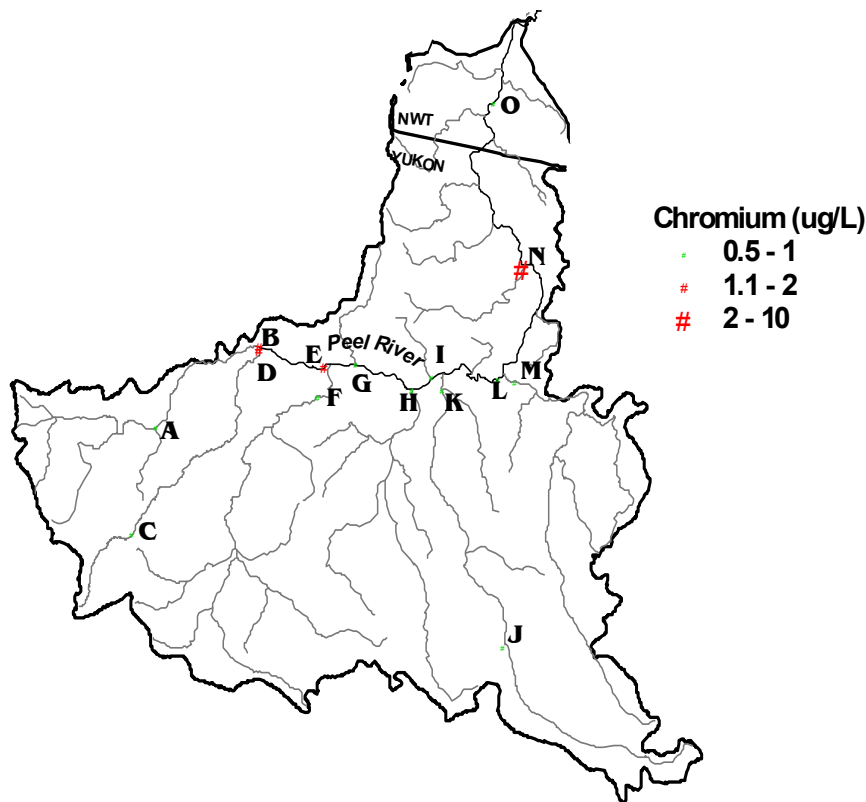 O
NWT
YUKON
Chromium (ug/L)
# 0.5 - 1
# 1.1 - 2
# 2 - 10
N
#
B
#
Peel River
E
I
D
#
G
M
F
H
K
L
A
C
J